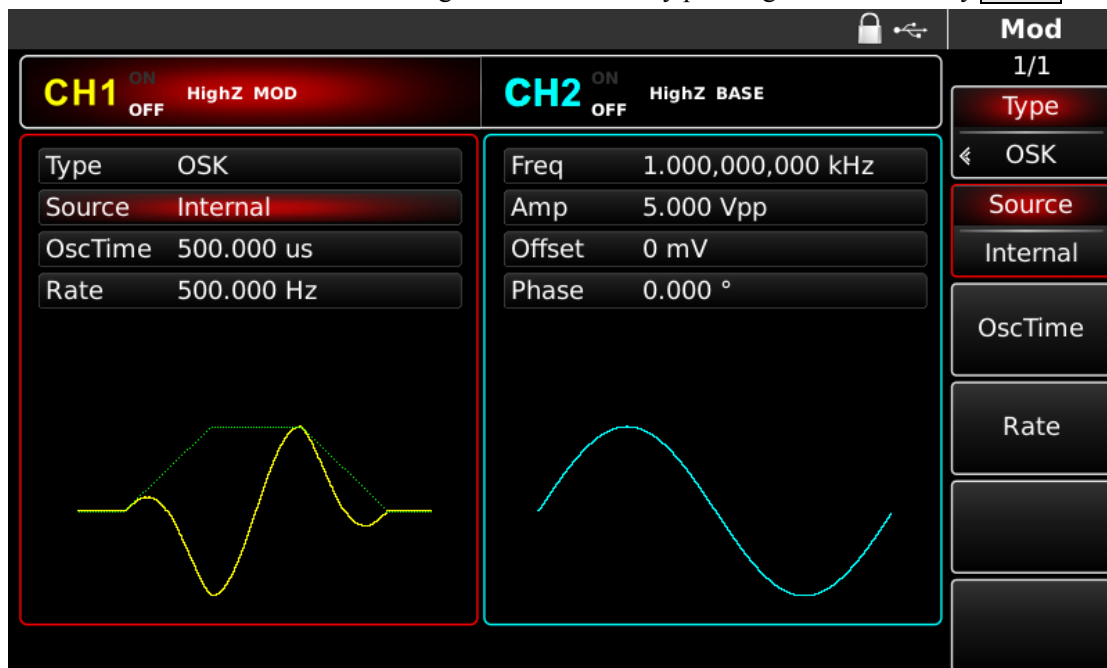 Mod
1/1
CH1 ON OFF HighZ MOD
CH2 ON OFF HighZ BASE
Type OSK
Source Internal
OscTime 500.000 us
Rate 500.000 Hz
Freq 1.000,000,000 kHz
Amp 5.000 Vpp
Offset 0 mV
Phase 0.000 °
Type
OSK
Source
Internal
OscTime
Rate